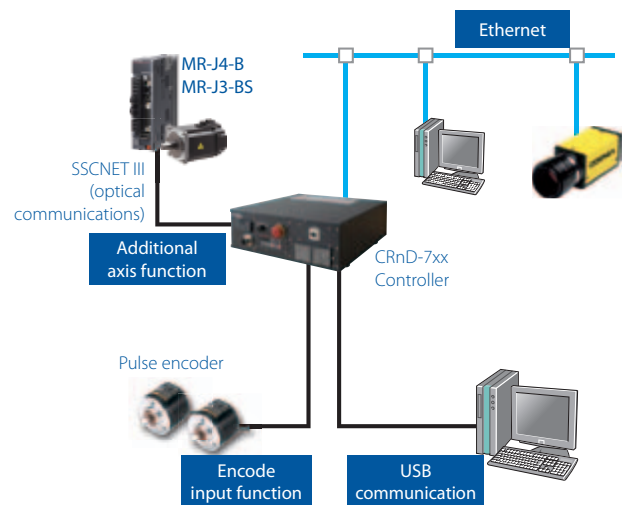 Ethernet
MR-J4-B
MR-J3-BS
SSCNET III
(optical
communications)
Additional
axis function
CRnD-7xx
Controller
Pulse encoder
Encode
input function
USB
communication